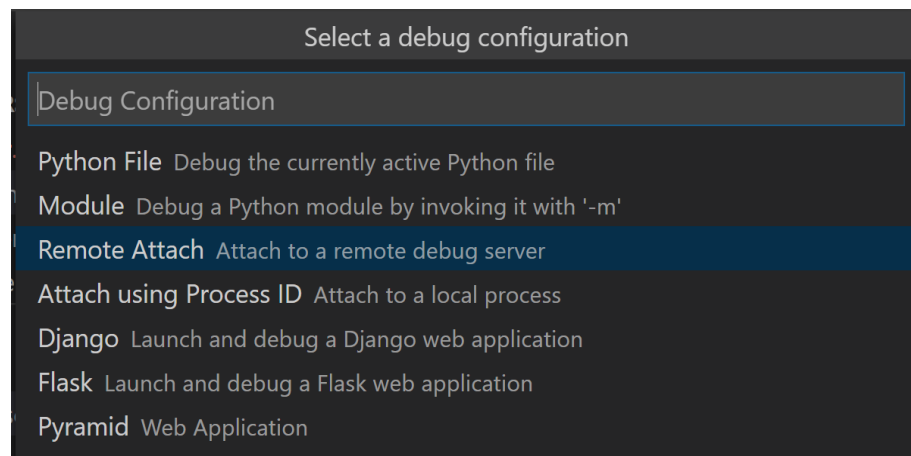 Select a debug configuration
Debug Configuration
Python File Debug the currently active Python file
Module Debug a Python module by invoking it with '-m'
Remote Attach Attach to a remote debug server
Attach using Process ID Attach to a local process
Django Launch and debug a Django web application
Flask Launch and debug a Flask web application
Pyramid Web Application